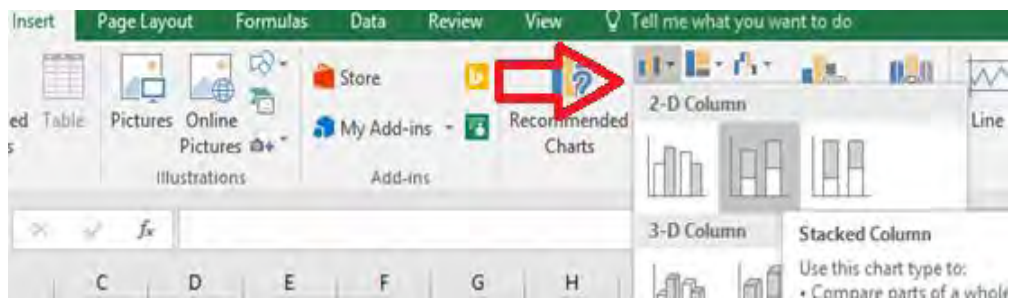 Insert Page Layout Formulas Data Review View Tell me what you want to do
Store
ed Table Pictures Online Pictures My Add-ins Recommended Charts Line
s
Illustrations Add-ins
2-D Column
fx
3-D Column
Stacked Column
C D E F G H
Use this chart type to:
• Compare parts of a whole